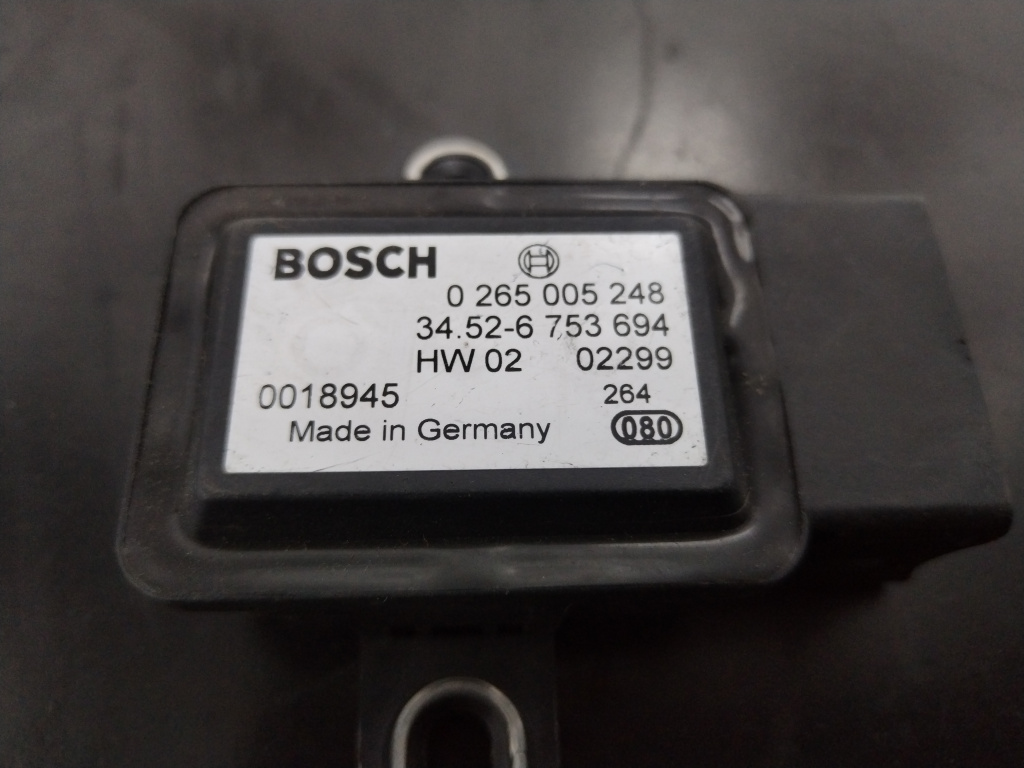 BOSCH
0 265 005 248
34.52-6 753 694
HW 02 02299
0018945 264
Made in Germany 080